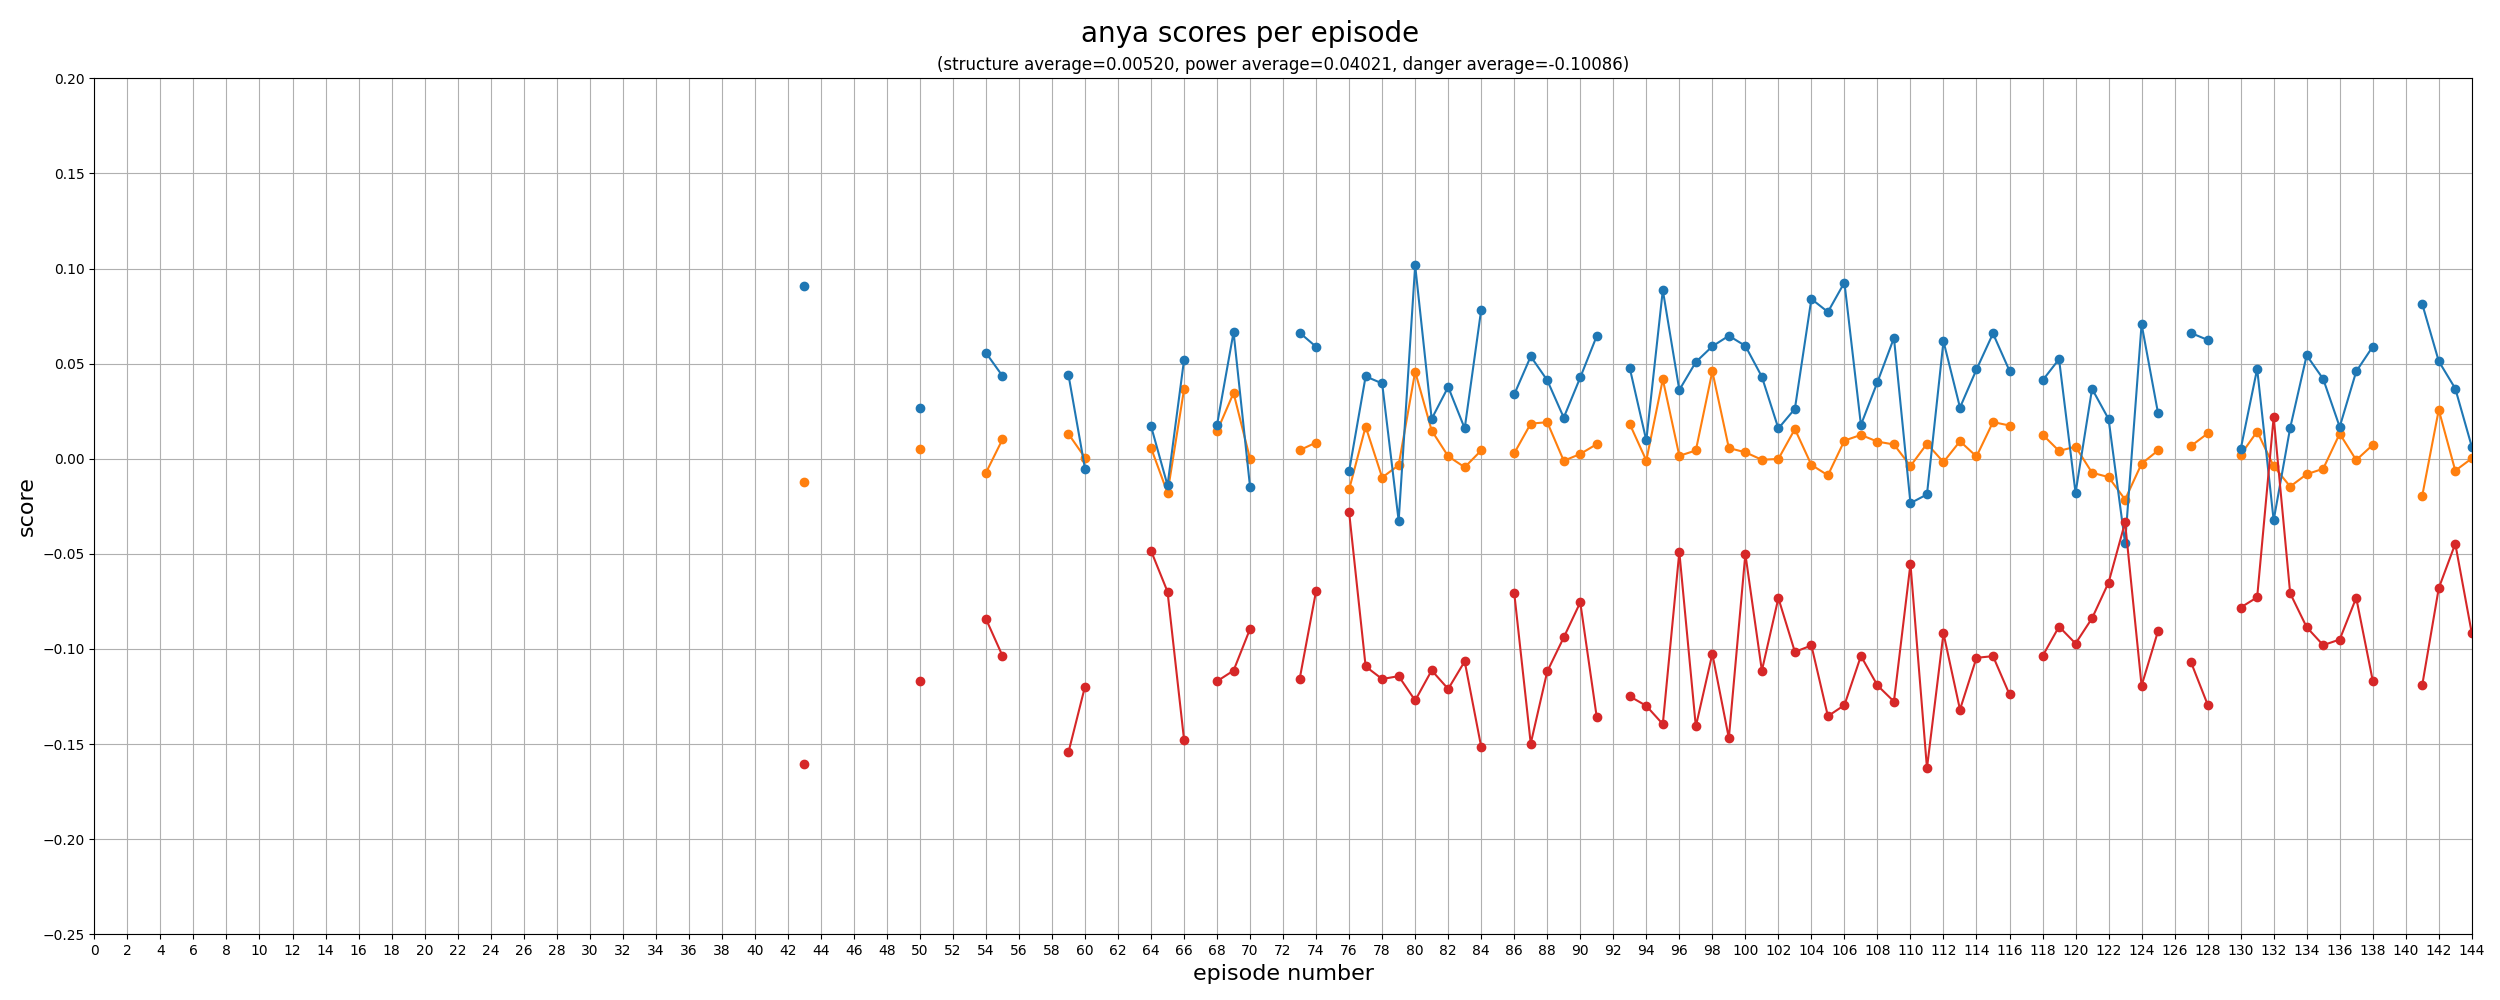 anya scores per episode
(structure average=0.00520, power average=0.04021, danger average=-0.10086)
0.20
0.15
0.10
0.05
0.00
−0.05
−0.10
−0.15
−0.20
−0.25
score
0 2 4 6 8 10 12 14 16 18 20 22 24 26 28 30 32 34 36 38 40 42 44 46 48 50 52 54 56 58 60 62 64 66 68 70 72 74 76 78 80 82 84 86 88 90 92 94 96 98 100 102 104 106 108 110 112 114 116 118 120 122 124 126 128 130 132 134 136 138 140 142 144
episode number